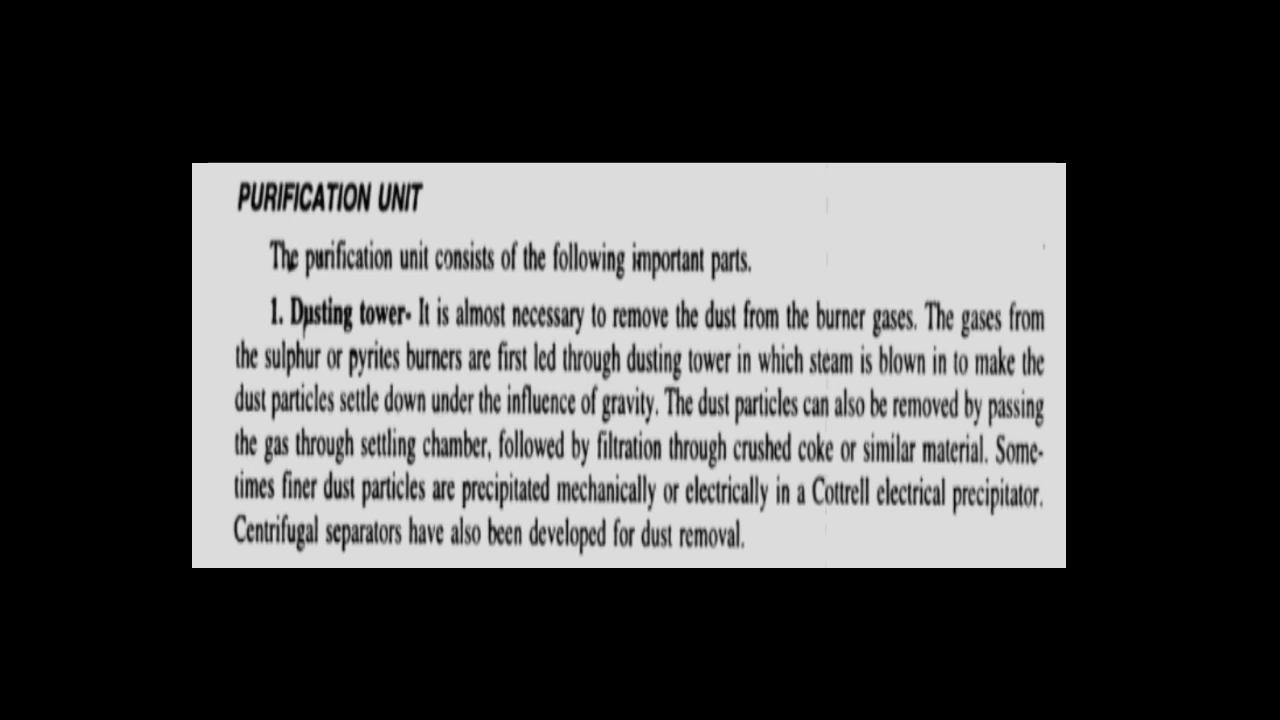 PURIFICATION UNIT
The purification unit consists of the following important parts.
1. Dusting tower- It is almost necessary to remove the dust from the burner gases. The gases from
the sulphur or pyrites burners are first led through dusting tower in which steam is blown in to make the
dust particles settle down under the influence of gravity. The dust particles can also be removed by passing
the gas through settling chamber, followed by filtration through crushed coke or similar material. Some-
times finer dust particles are precipitated mechanically or electrically in a Cottrell electrical precipitator.
Centrifugal separators have also been developed for dust removal.